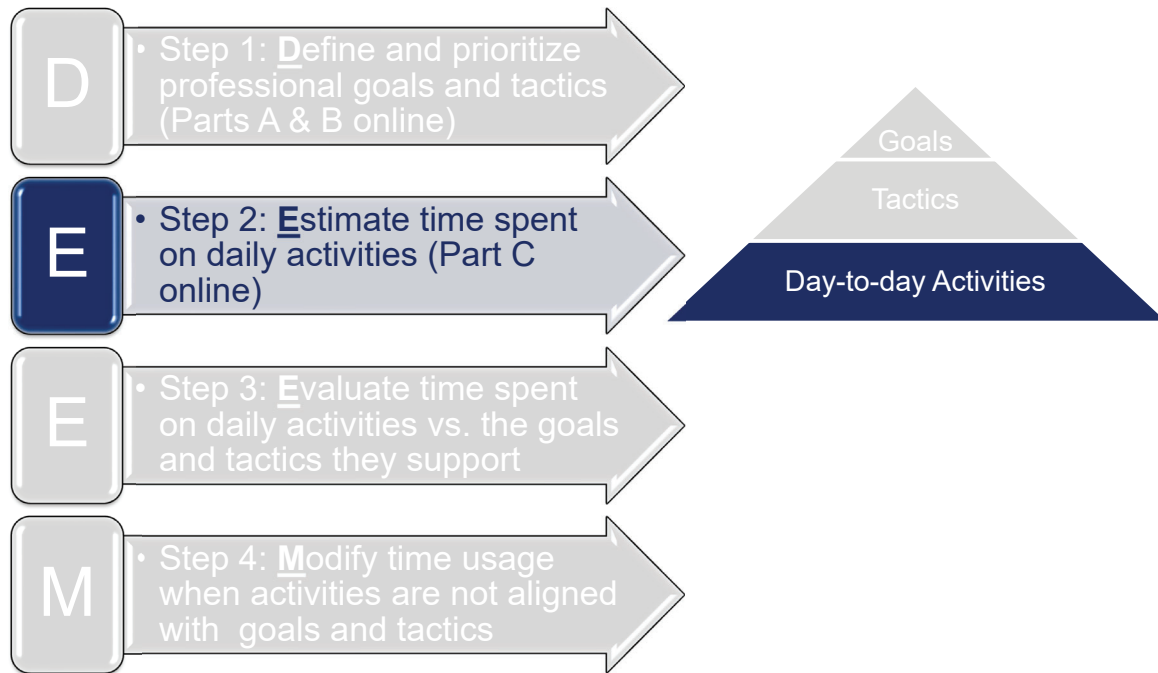 D
• Step 1: Define and prioritize
professional goals and tactics
(Parts A & B online)
E
• Step 2: Estimate time spent
on daily activities (Part C
online)
E
• Step 3: Evaluate time spent
on daily activities vs. the goals
and tactics they support
M
• Step 4: Modify time usage
when activities are not aligned
with  goals and tactics
Goals
Tactics
Day-to-day Activities